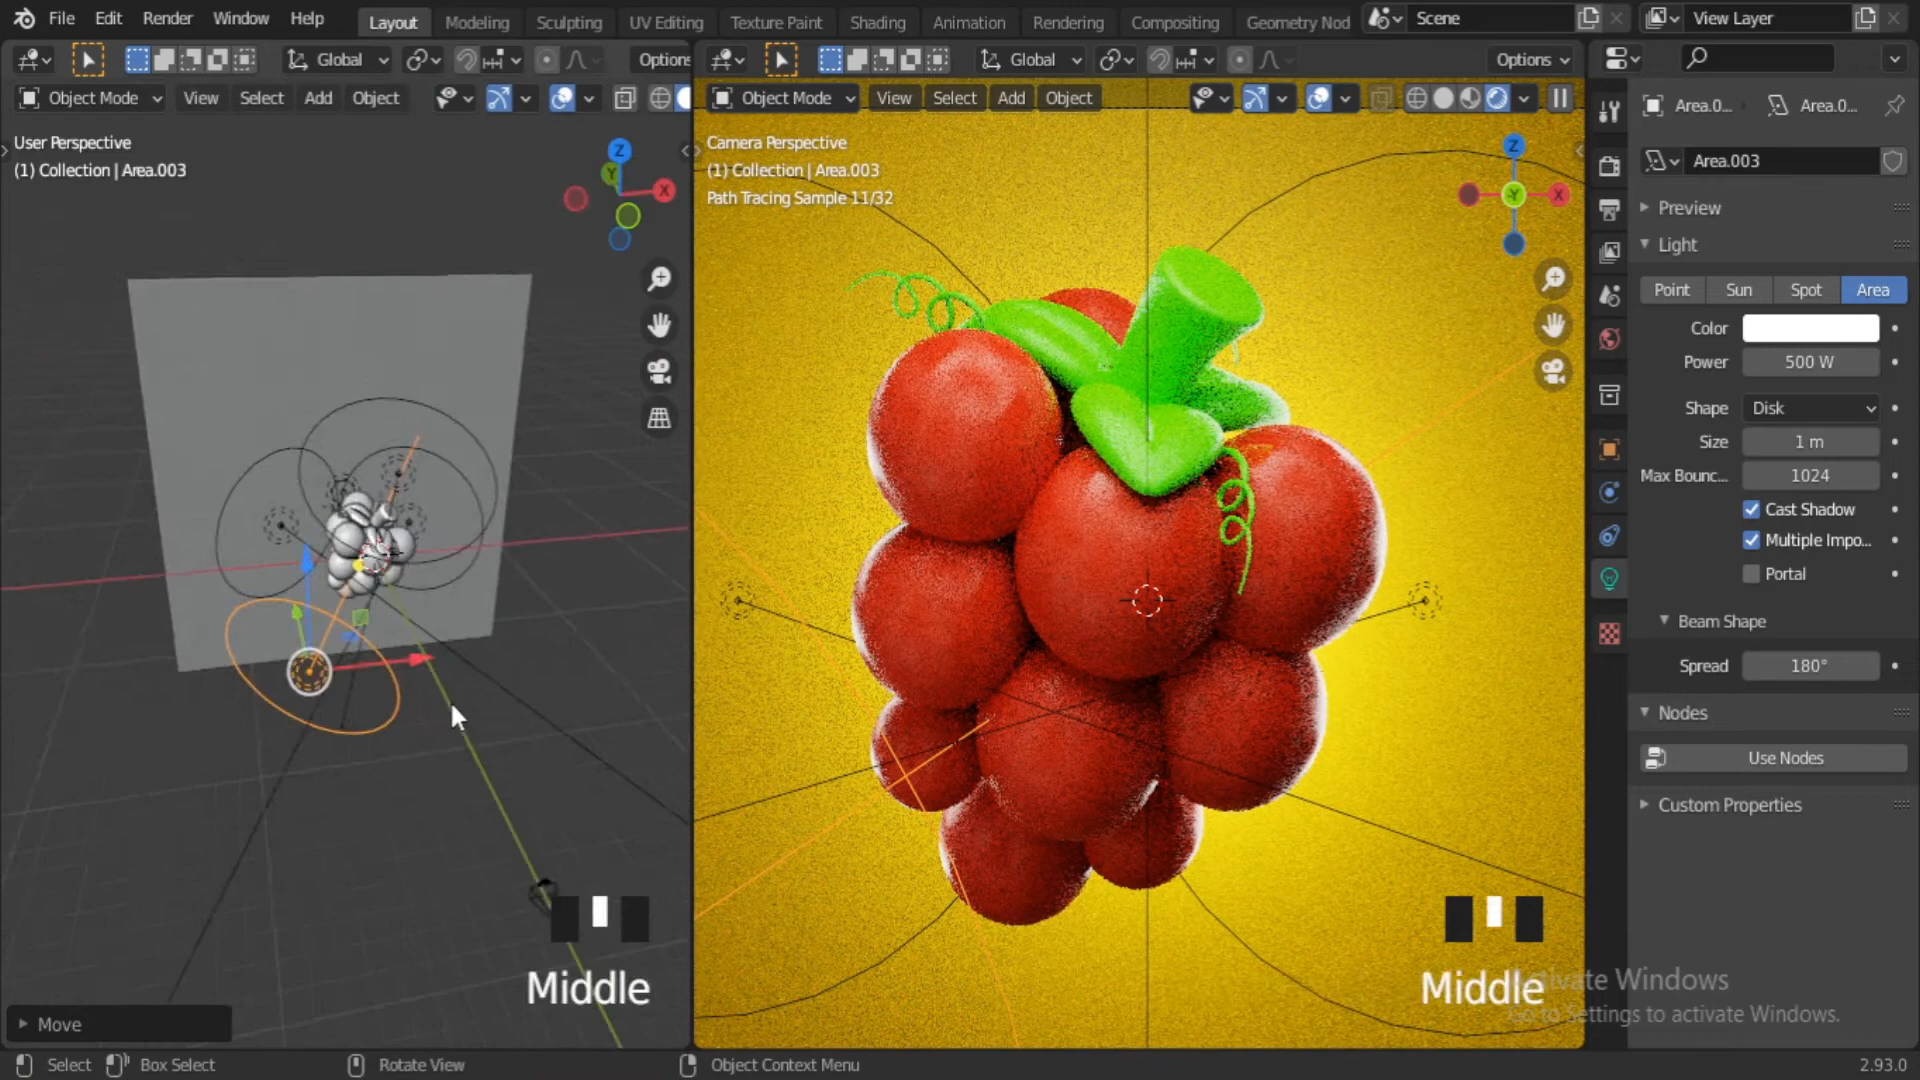 File Edit Render Window Help Layout Modeling Sculpting UV Editing Texture Paint Shading Animation Rendering Compositing Geometry Nod Scene View Layer
Global Options Global Options
Object Mode View Select Add Object Object Mode View Select Add Object
User Perspective
(1) Collection | Area.003
Z
Y
X
Camera Perspective
(1) Collection | Area.003
Path Tracing Sample 11/32
Z
Y
X
Area.0... Area.0...
Area.003
Preview
Light
Point Sun Spot Area
Color
Power 500 W
Shape Disk
Size 1 m
Max Bounc... 1024
Cast Shadow
Multiple Impo...
Portal
Beam Shape
Spread 180°
Nodes
Use Nodes
Custom Properties
Middle
Middle
Activate Windows
Go to Settings to activate Windows.
Move
Select Box Select Rotate View Object Context Menu 2.93.0